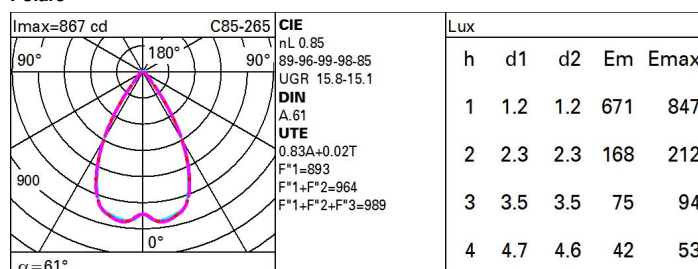 Imax=867 cd C85-265
90° 180° 90°
900
0°
α=61°
CIE
nL 0.85
89-96-99-98-85
UGR 15.8-15.1
DIN
A.61
UTE
0.83A+0.02T
F"1=893
F"1+F"2=964
F"1+F"2+F"3=989
Lux
h d1 d2 Em Emax
1 1.2 1.2 671 847
2 2.3 2.3 168 212
3 3.5 3.5 75 94
4 4.7 4.6 42 53